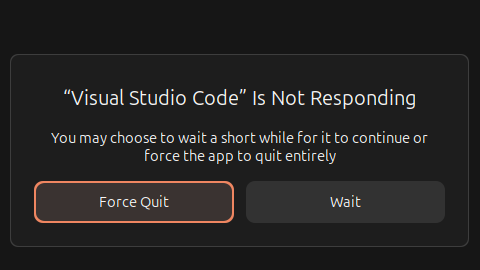 “Visual Studio Code” Is Not Responding
You may choose to wait a short while for it to continue or
force the app to quit entirely
Force Quit
Wait